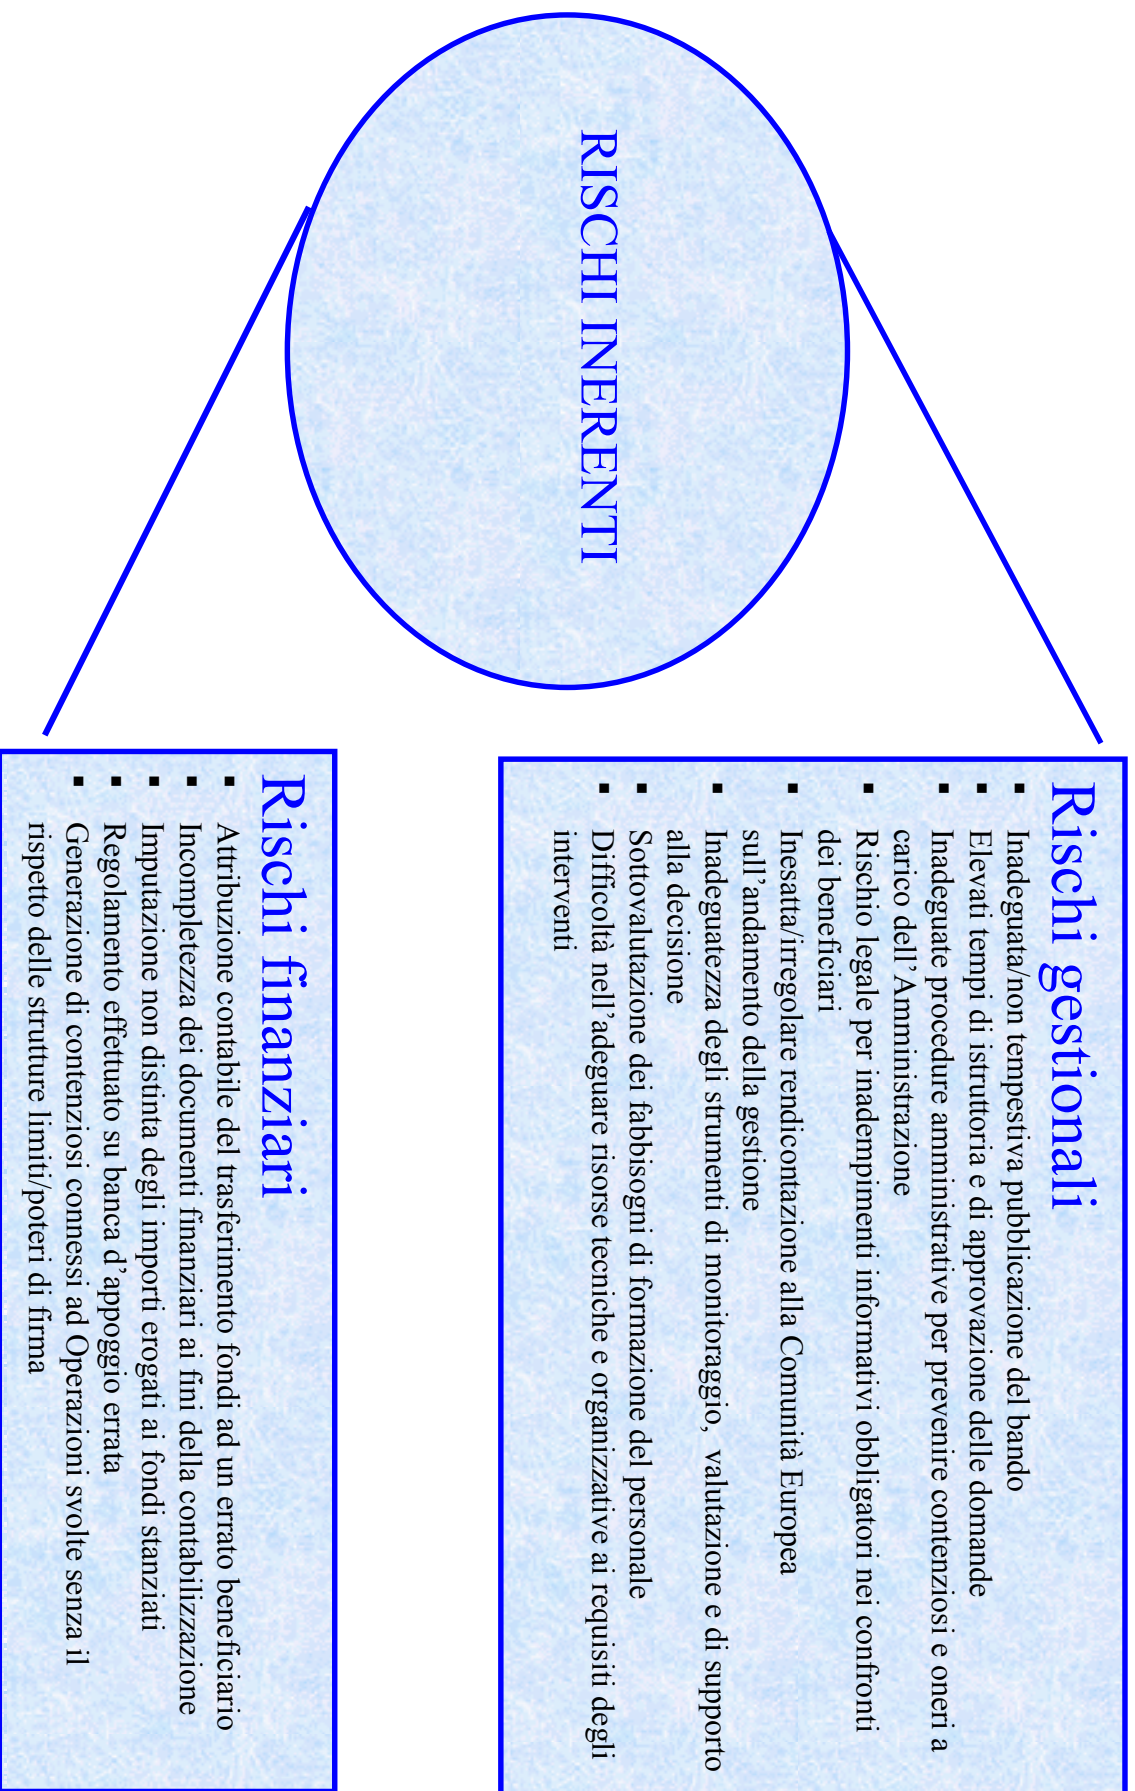 RISCHI INERENTI
Rischi gestionali
▪ Inadeguata/non tempestiva pubblicazione del bando
▪ Elevati tempi di istruttoria e di approvazione delle domande
▪ Inadeguate procedure amministrative per prevenire contenziosi e oneri a
carico dell’Amministrazione
▪ Rischio legale per inadempimenti informativi obbligatori nei confronti
dei beneficiari
▪ Inesatta/irregolare rendicontazione alla Comunità Europea
sull’andamento della gestione
▪ Inadeguatezza degli strumenti di monitoraggio, valutazione e di supporto
alla decisione
▪ Sottovalutazione dei fabbisogni di formazione del personale
▪ Difficoltà nell’adeguare risorse tecniche e organizzative ai requisiti degli
interventi
Rischi finanziari
▪ Attribuzione contabile del trasferimento fondi ad un errato beneficiario
▪ Incompletezza dei documenti finanziari ai fini della contabilizzazione
▪ Imputazione non distinta degli importi erogati ai fondi stanziati
▪ Regolamento effettuato su banca d’appoggio errata
▪ Generazione di contenziosi connessi ad Operazioni svolte senza il
rispetto delle strutture limiti/poteri di firma